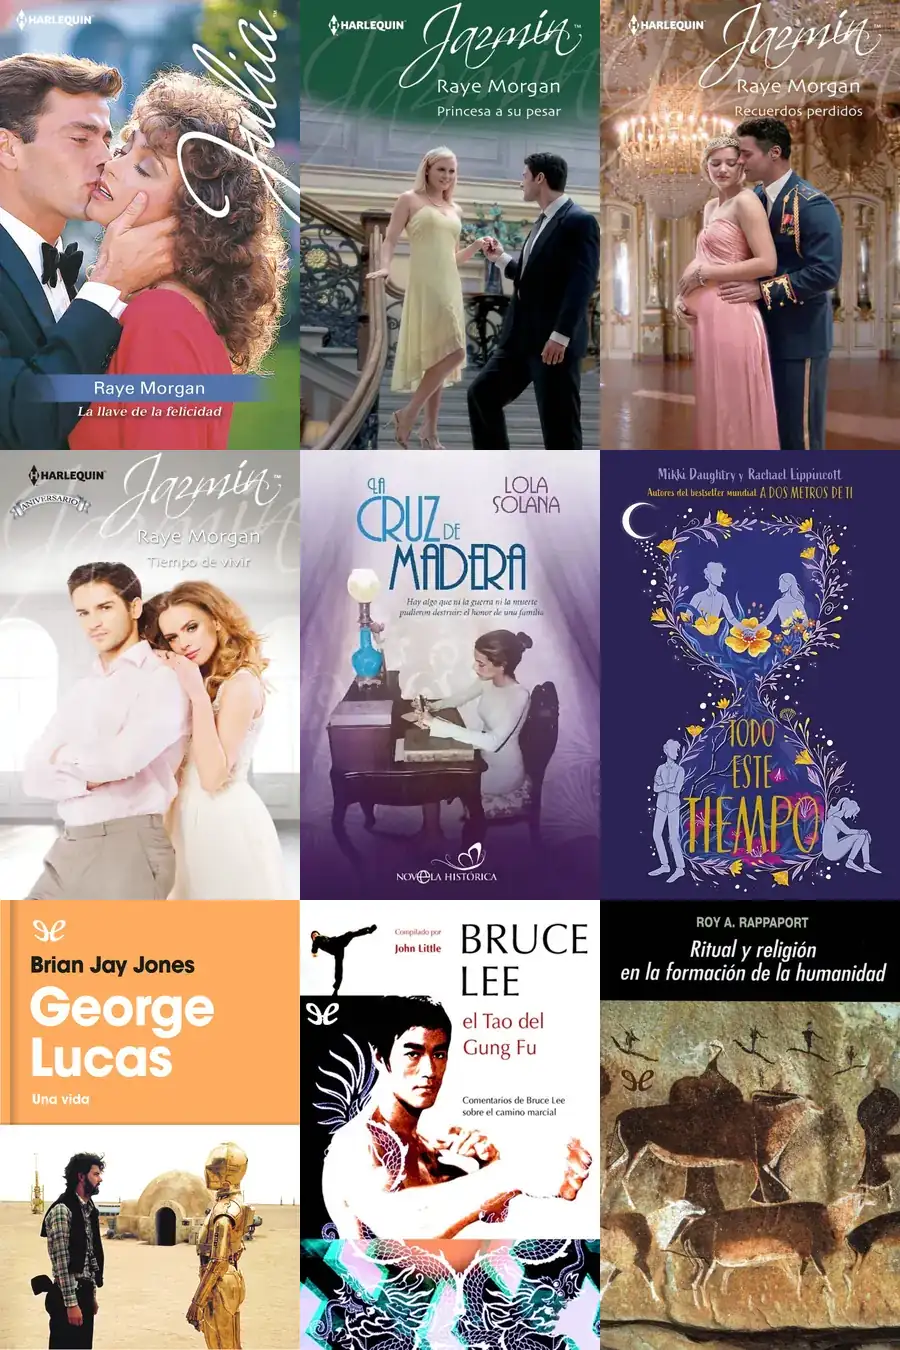 HARLEQUIN
Julia
Raye Morgan
La llave de la felicidad
HARLEQUIN
Jazmín
Raye Morgan
Princesa a su pesar
HARLEQUIN
Jazmín
Raye Morgan
Recuerdos perdidos
HARLEQUIN
ANIVERSARIO
Jazmín
Raye Morgan
Tiempo de vivir
LA
CRUZ DE
MADERA
LOLA
SOLANA
Hay algo que ni la guerra ni la muerte
pudieron destruir: el honor de una familia
NOVELA HISTÓRICA
Mikki Daughtry y Rachael Lippincott
Autores del bestseller mundial A DOS METROS DE TI
TODO
ESTE
TIEMPO
Brian Jay Jones
George
Lucas
Una vida
Compilado por
John Little
BRUCE
LEE
el Tao del
Gung Fu
Comentarios de Bruce Lee
sobre el camino marcial
ROY A. RAPPAPORT
Ritual y religión
en la formación de la humanidad